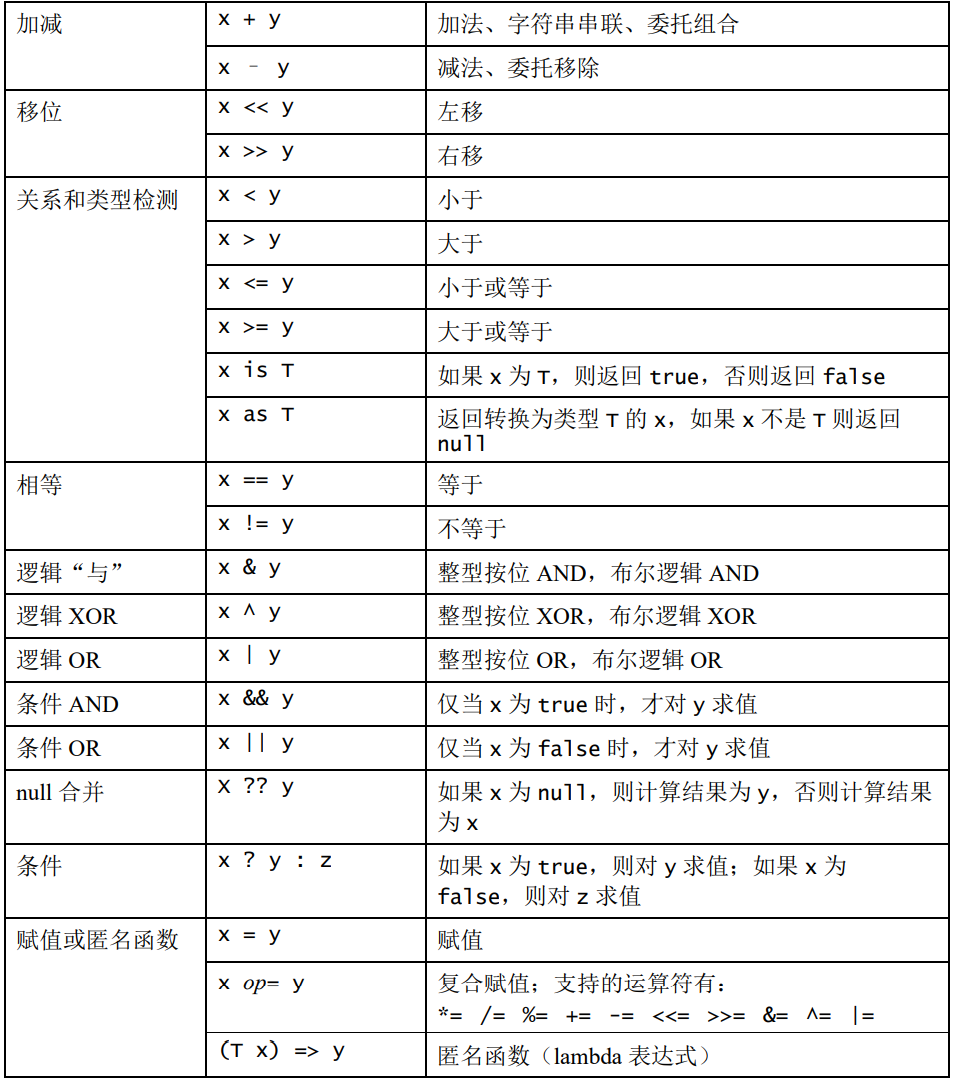 加减 x + y 加法、字符串串联、委托组合
x – y 减法、委托移除
移位 x << y 左移
x >> y 右移
关系和类型检测 x < y 小于
x > y 大于
x <= y 小于或等于
x >= y 大于或等于
x is T 如果 x 为 T，则返回 true，否则返回 false
x as T 返回转换为类型 T 的 x，如果 x 不是 T 则返回
null
相等 x == y 等于
x != y 不等于
逻辑“与” x & y 整型按位 AND，布尔逻辑 AND
逻辑 XOR x ^ y 整型按位 XOR，布尔逻辑 XOR
逻辑 OR x | y 整型按位 OR，布尔逻辑 OR
条件 AND x && y 仅当 x 为 true 时，才对 y 求值
条件 OR x || y 仅当 x 为 false 时，才对 y 求值
null 合并 x ?? y 如果 x 为 null，则计算结果为 y，否则计算结果
为 x
条件 x ? y : z 如果 x 为 true，则对 y 求值；如果 x 为
false，则对 z 求值
赋值或匿名函数 x = y 赋值
x op= y 复合赋值；支持的运算符有：
*= /= %= += -= <<= >>= &= ^= |=
(T x) => y 匿名函数（lambda 表达式）